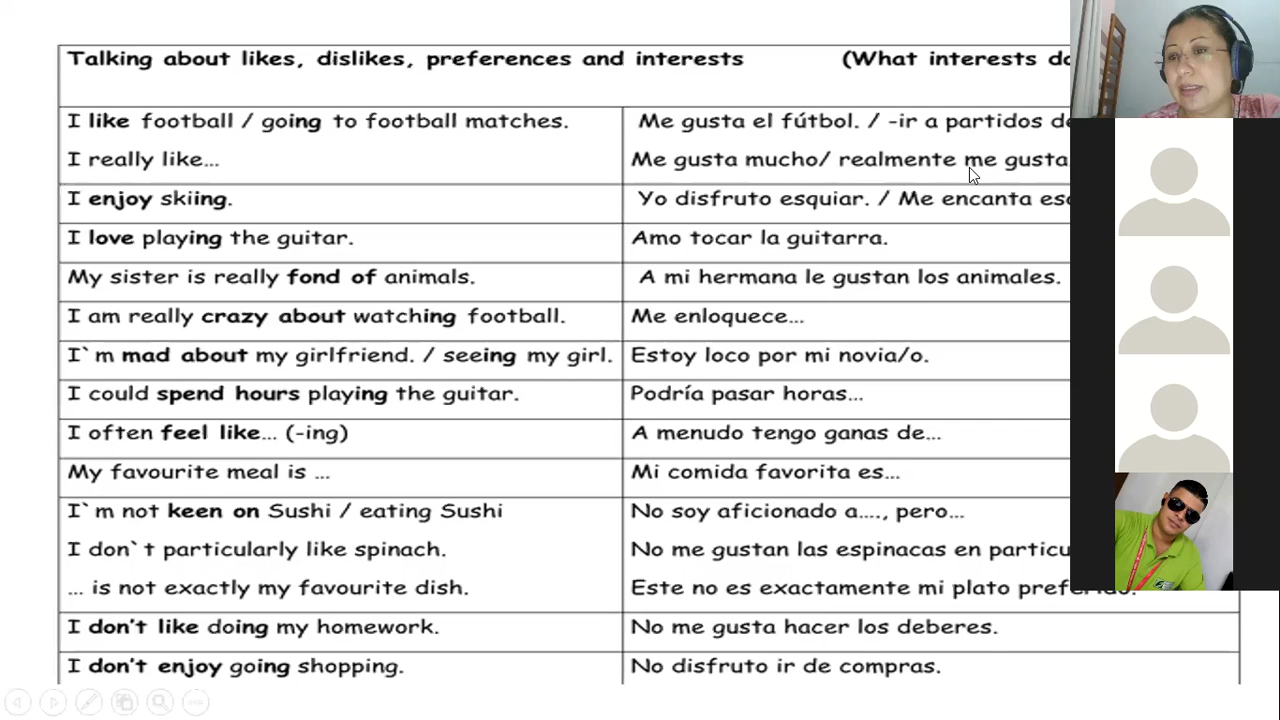 Talking about likes, dislikes, preferences and interests (What interests
I like football / going to football matches. Me gusta el fútbol. / -ir a partidos
I really like... Me gusta mucho/ realmente me gusta
I enjoy skiing. Yo disfruto esquiar. / Me encanta
I love playing the guitar. Amo tocar la guitarra.
My sister is really fond of animals. A mi hermana le gustan los animales.
I am really crazy about watching football. Me enloquece...
I`m mad about my girlfriend. / seeing my girl. Estoy loco por mi novia/o.
I could spend hours playing the guitar. Podría pasar horas...
I often feel like... (-ing) A menudo tengo ganas de...
My favourite meal is ... Mi comida favorita es...
I`m not keen on Sushi / eating Sushi No soy aficionado a...., pero...
I don`t particularly like spinach. No me gustan las espinacas en
... is not exactly my favourite dish. Este no es exactamente mi plato
I don't like doing my homework. No me gusta hacer los deberes.
I don't enjoy going shopping. No disfruto ir de compras.